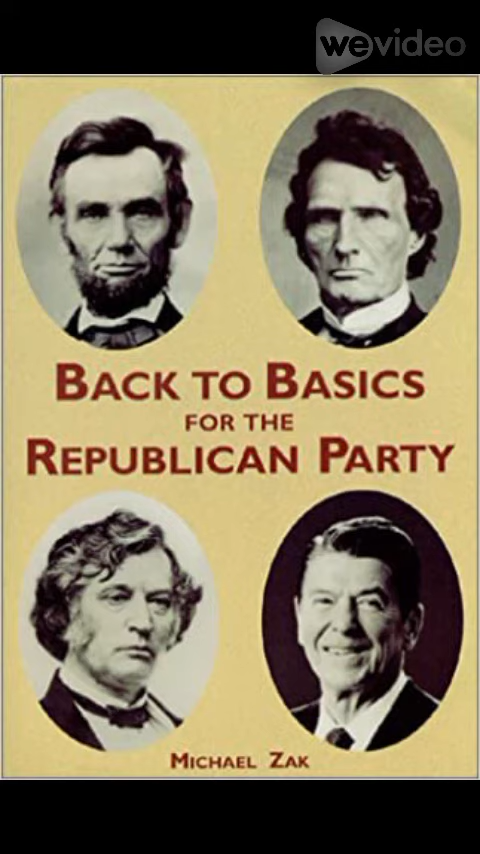 wevideo
BACK TO BASICS
FOR THE
REPUBLICAN PARTY
MICHAEL ZAK